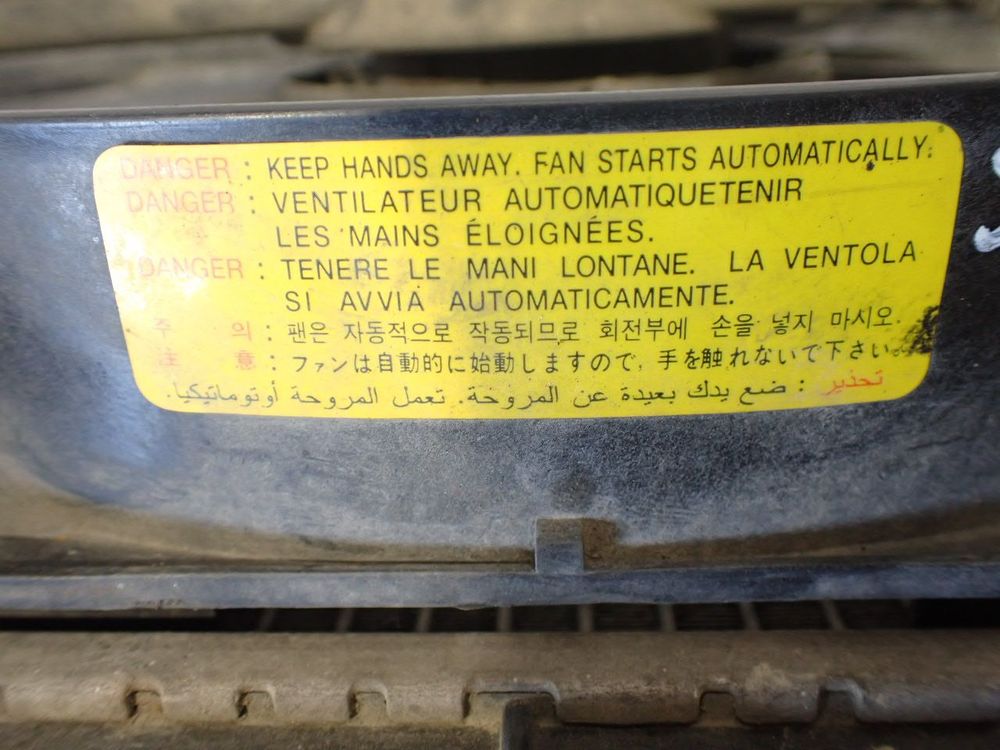 DANGER : KEEP HANDS AWAY. FAN STARTS AUTOMATICALLY.
DANGER : VENTILATEUR AUTOMATIQUETENIR
LES MAINS ÉLOIGNÉES.
DANGER : TENERE LE MANI LONTANE. LA VENTOLA
SI AVVIA AUTOMATICAMENTE.
주 의 : 팬은 자동적으로 작동되므로 회전부에 손을 넣지 마시오.
注 意 : ファンは自動的に始動しますので, 手を触れないで下さい。
تحذير : ضع يدك بعيدة عن المروحة. تعمل المروحة أوتوماتيكيا.